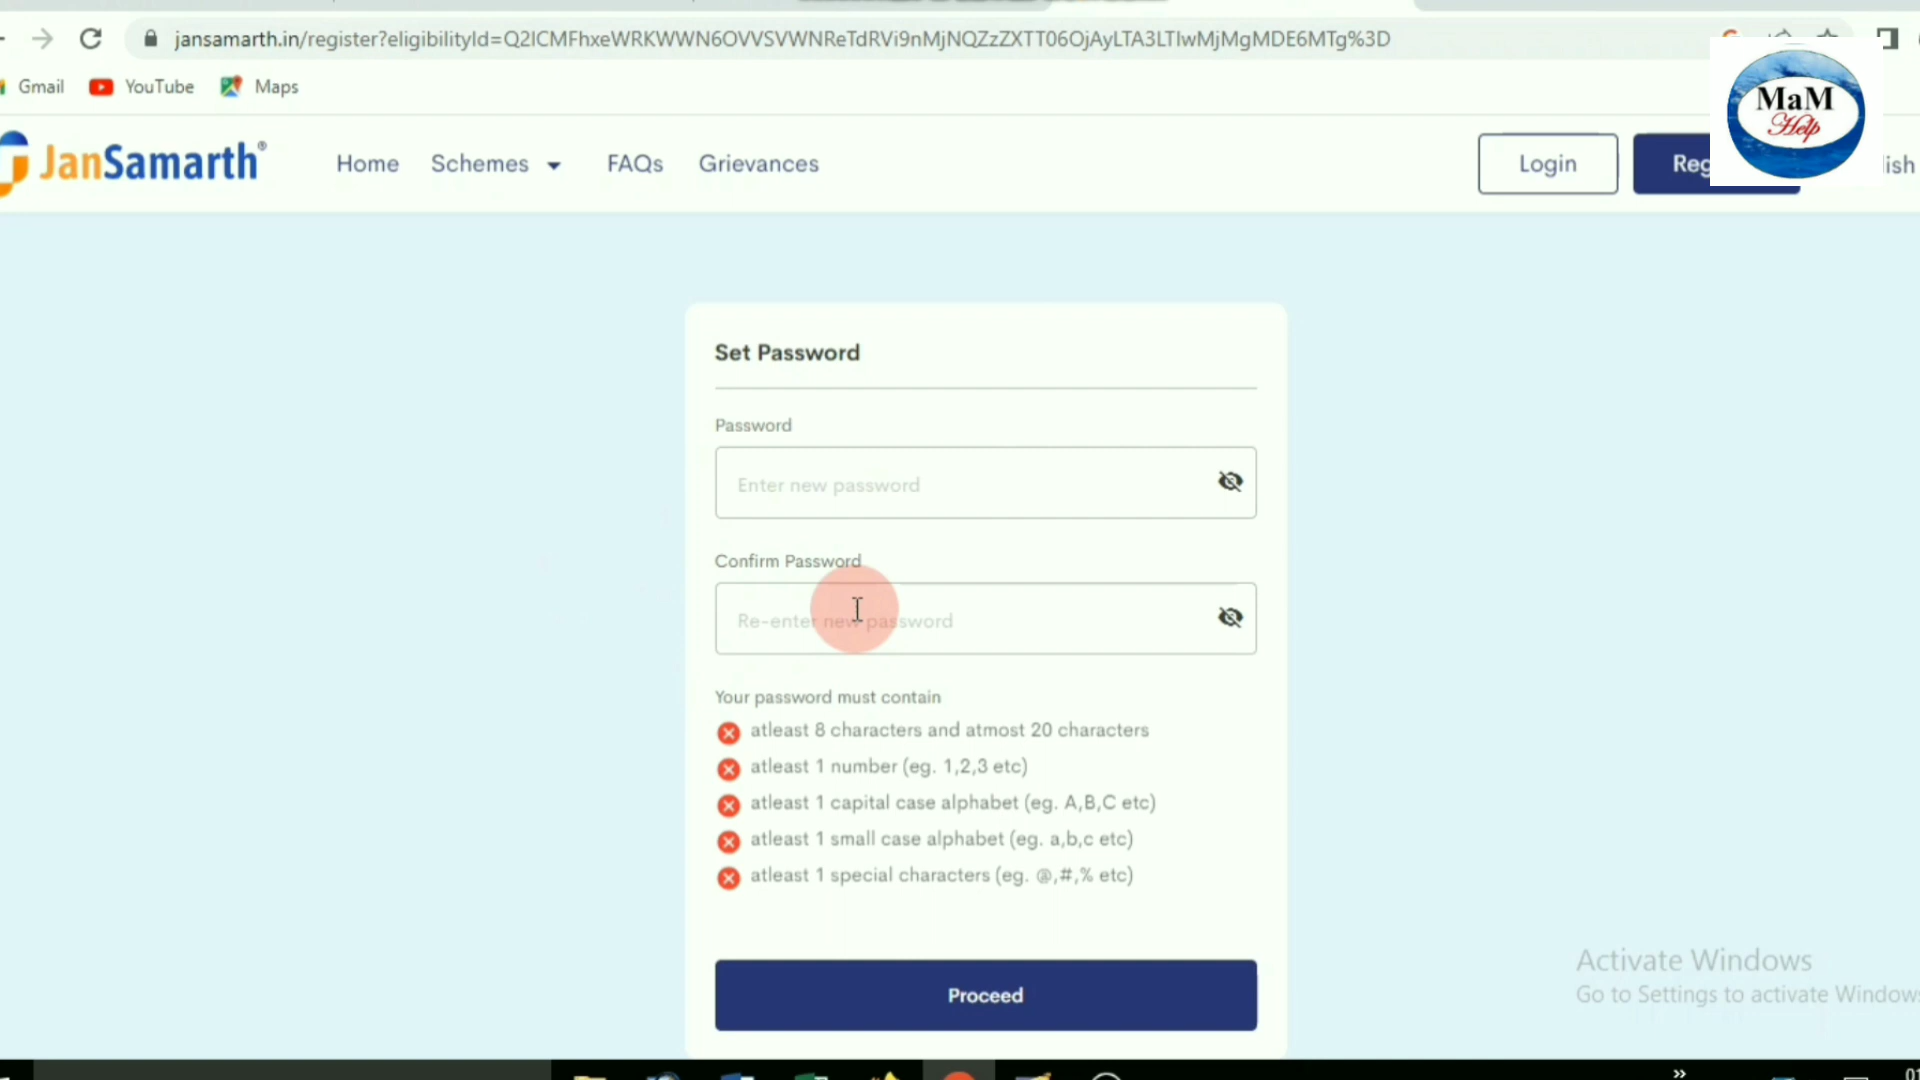 jansamarth.in/register?eligibilityId=Q2ICMFhxeWRKWWN6OVVSVWNReTdRVi9nMjNQZzZXTT06OjAyLTA3LTIwMjMgMDE6MTg%3D
Gmail YouTube Maps
JanSamarth® Home Schemes FAQs Grievances Login
MaM
Help
Set Password
Password
Enter new password
Confirm Password
Re-enter new password
Your password must contain
atleast 8 characters and atmost 20 characters
atleast 1 number (eg. 1,2,3 etc)
atleast 1 capital case alphabet (eg. A,B,C etc)
atleast 1 small case alphabet (eg. a,b,c etc)
atleast 1 special characters (eg. @,#,% etc)
Proceed
Activate Windows
Go to Settings to activate Windows